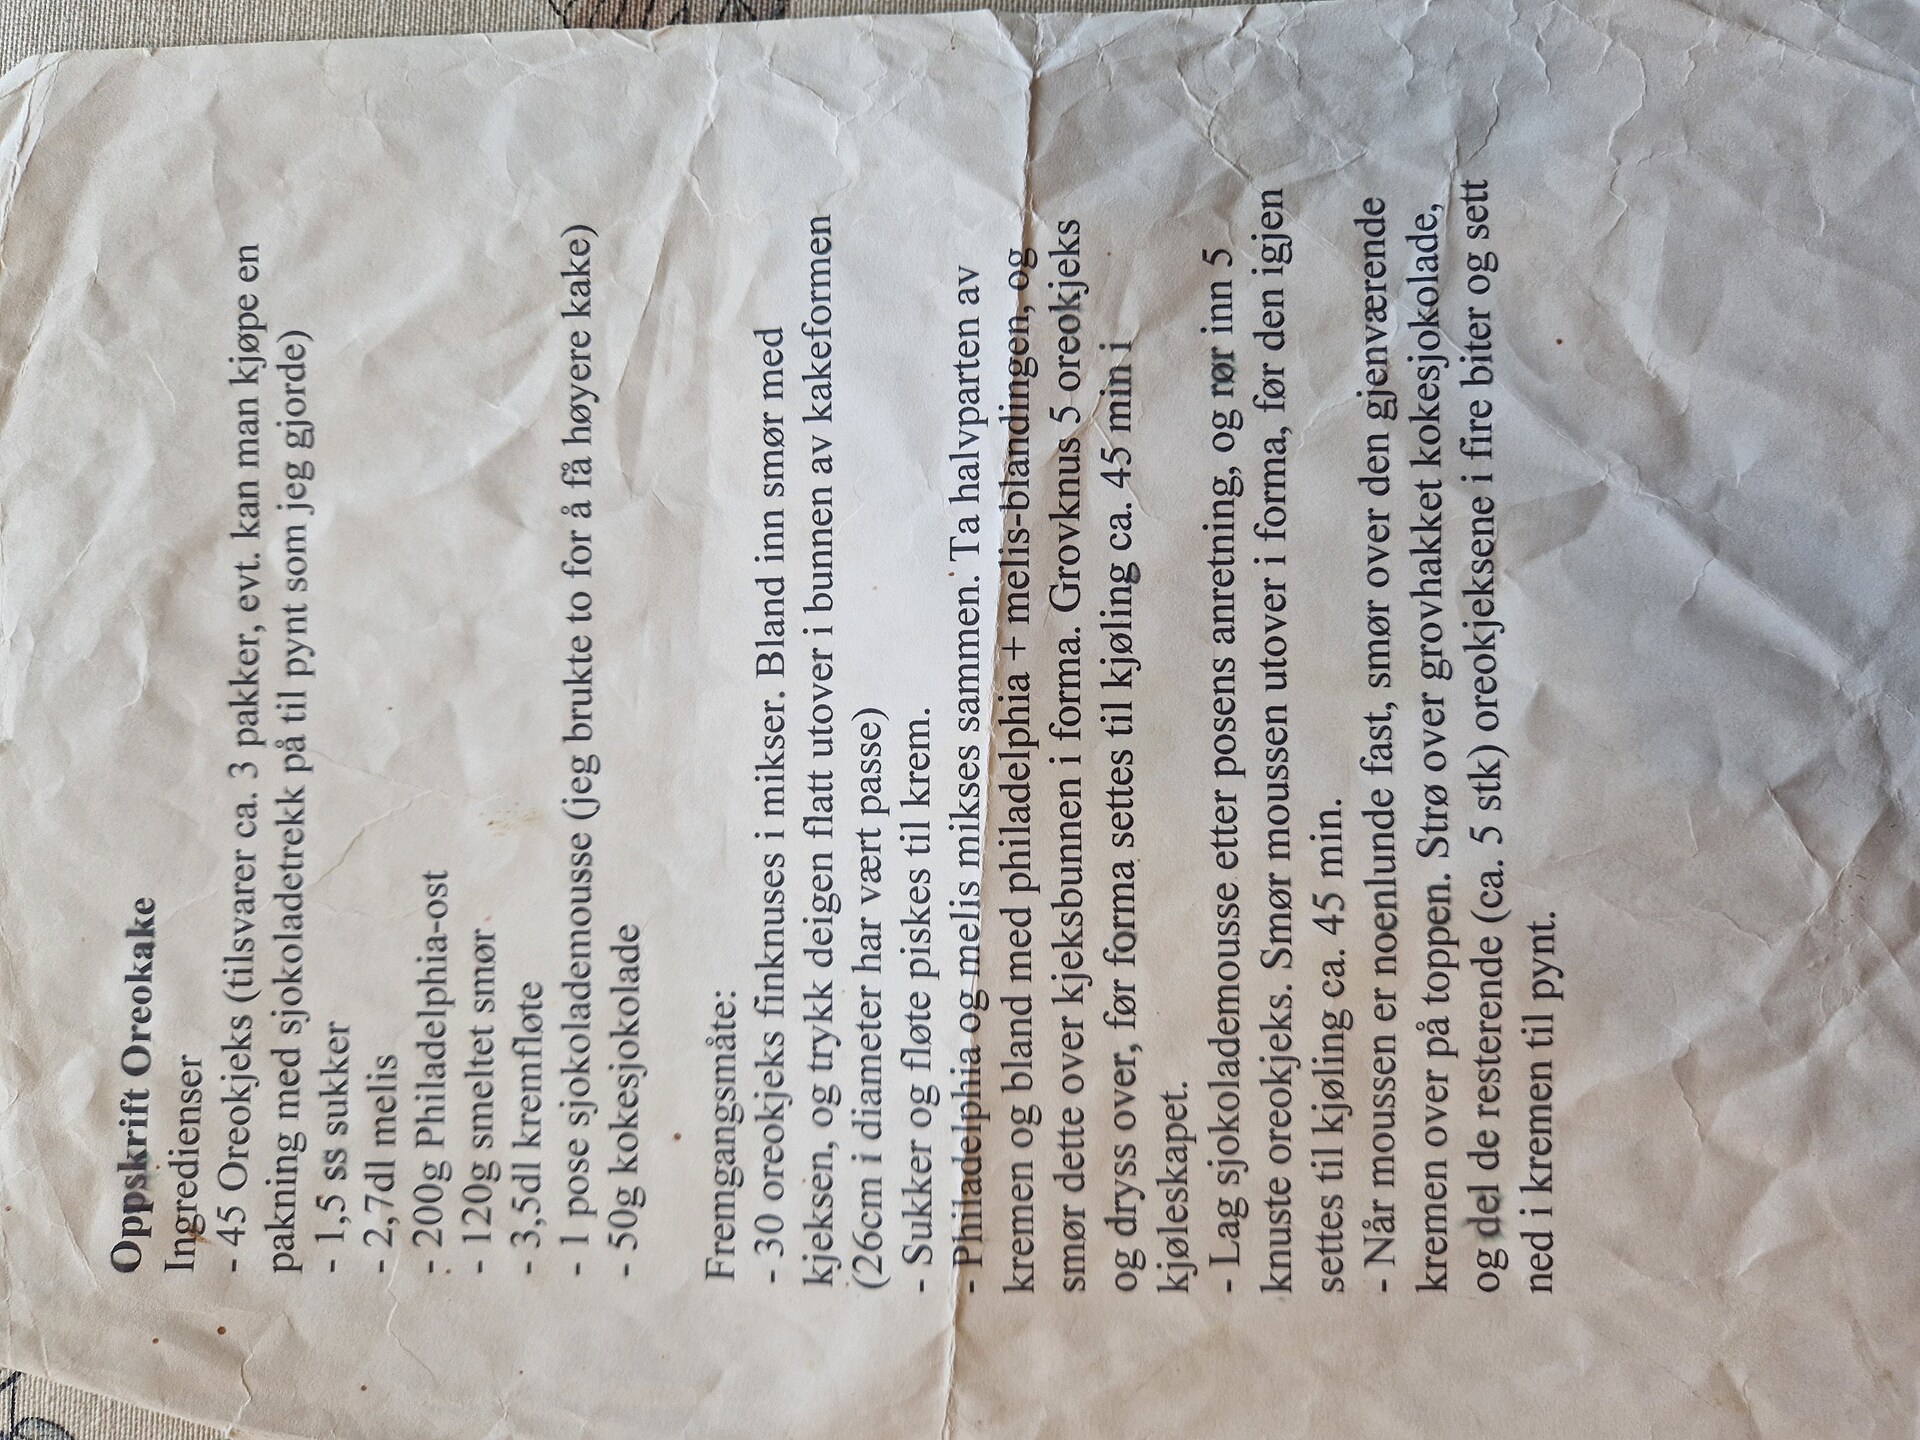 Oppskrift Oreokake
Ingredienser
- 45 Oreokjeks (tilsvarer ca. 3 pakker, evt. kan man kjøpe en
pakning med sjokoladetrekk på til pynt som jeg gjorde)
- 1,5 ss sukker
- 2,7dl melis
- 200g Philadelphia-ost
- 120g smeltet smør
- 3,5dl kremfløte
- 1 pose sjokolademousse (jeg brukte to for å få høyere kake)
- 50g kokesjokolade
Fremgangsmåte:
- 30 oreokjeks finknuses i mikser. Bland inn smør med
kjeksen, og trykk deigen flatt utover i bunnen av kakeformen
(26cm i diameter har vært passe)
- Sukker og fløte piskes til krem.
- Philadelphia og melis mikses sammen. Ta halvparten av
kremen og bland med philadelphia + melis-blandingen, og
smør dette over kjeksbunnen i forma. Grovknus 5 oreokjeks
og dryss over, før forma settes til kjøling ca. 45 min i
kjøleskapet.
- Lag sjokolademousse etter posens anretning, og rør inn 5
knuste oreokjeks. Smør moussen utover i forma, før den igjen
settes til kjøling ca. 45 min.
- Når moussen er noenlunde fast, smør over den gjenværende
kremen over på toppen. Strø over grovhakket kokesjokolade,
og del de resterende (ca. 5 stk) oreokjeksene i fire biter og sett
ned i kremen til pynt.